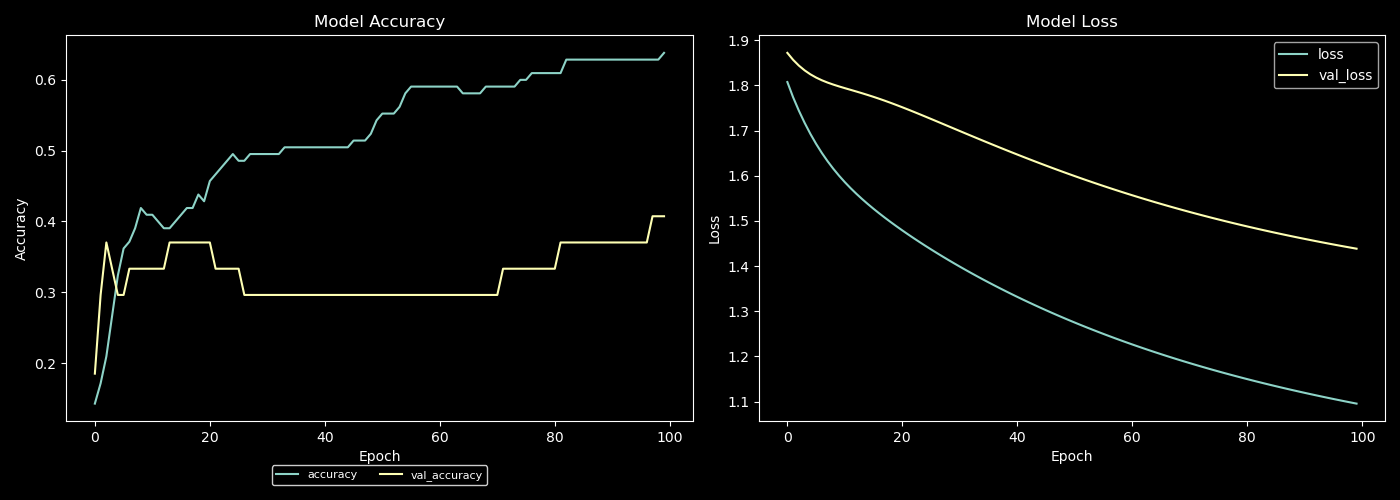 Model Accuracy
Accuracy
0.6
0.5
0.4
0.3
0.2
0 20 40 60 80 100
Epoch
accuracy val_accuracy
Model Loss
Loss
1.9
1.8
1.7
1.6
1.5
1.4
1.3
1.2
1.1
loss
val_loss
0 20 40 60 80 100
Epoch